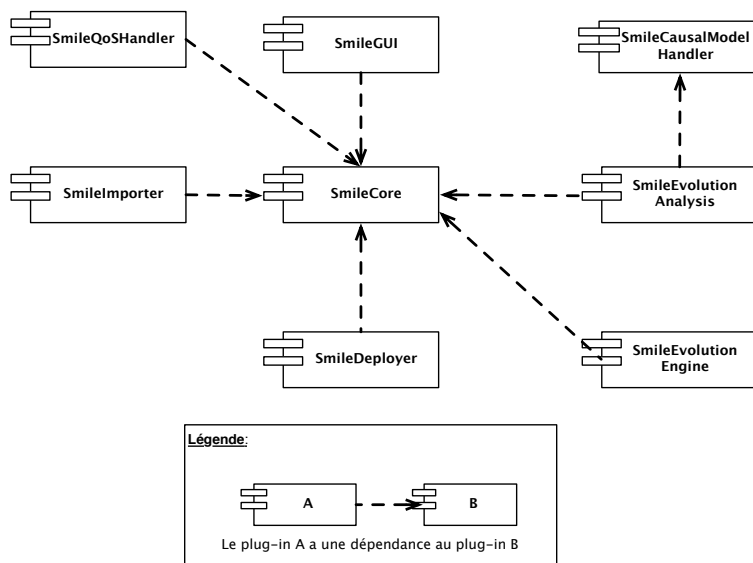 SmileQoSHandler
SmileGUI
SmileCausalModel
Handler
SmileImporter
SmileCore
SmileEvolution
Analysis
SmileDeployer
SmileEvolution
Engine
Légende:
A
B
Le plug-in A a une dépendance au plug-in B